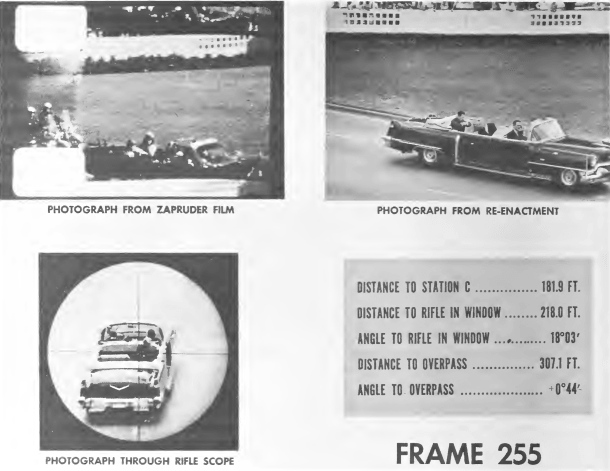 PHOTOGRAPH FROM ZAPRUDER FILM
PHOTOGRAPH FROM RE-ENACTMENT
PHOTOGRAPH THROUGH RIFLE SCOPE
DISTANCE TO STATION C ............... 181.9 FT.
DISTANCE TO RIFLE IN WINDOW ........ 218.0 FT.
ANGLE TO RIFLE IN WINDOW ............ 18°03′
DISTANCE TO OVERPASS ............... 307.1 FT.
ANGLE TO OVERPASS .................... +0°44′
FRAME 255